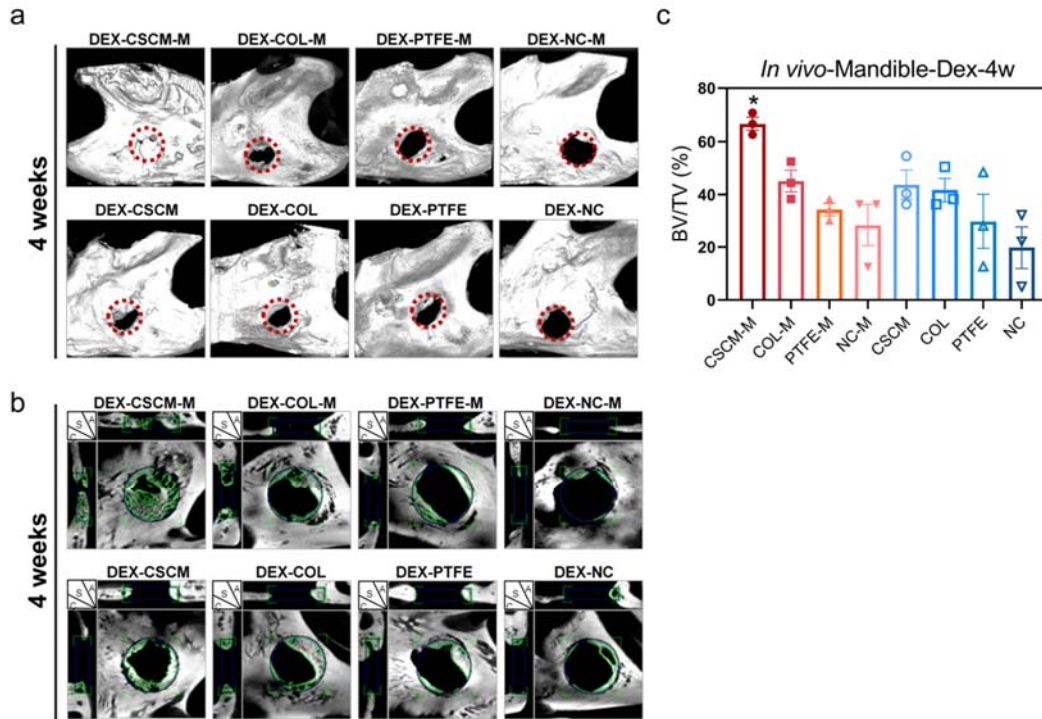 a
DEX-CSCM-M DEX-COL-M DEX-PTFE-M DEX-NC-M
4 weeks
DEX-CSCM DEX-COL DEX-PTFE DEX-NC
b
DEX-CSCM-M DEX-COL-M DEX-PTFE-M DEX-NC-M
S A C S A C S A C S A C
4 weeks
DEX-CSCM DEX-COL DEX-PTFE DEX-NC
S A C S A C S A C S A C
c
In vivo-Mandible-Dex-4w
BV/TV (%)
80
60
40
20
0
*
CSCM-M COL-M PTFE-M NC-M CSCM COL PTFE NC